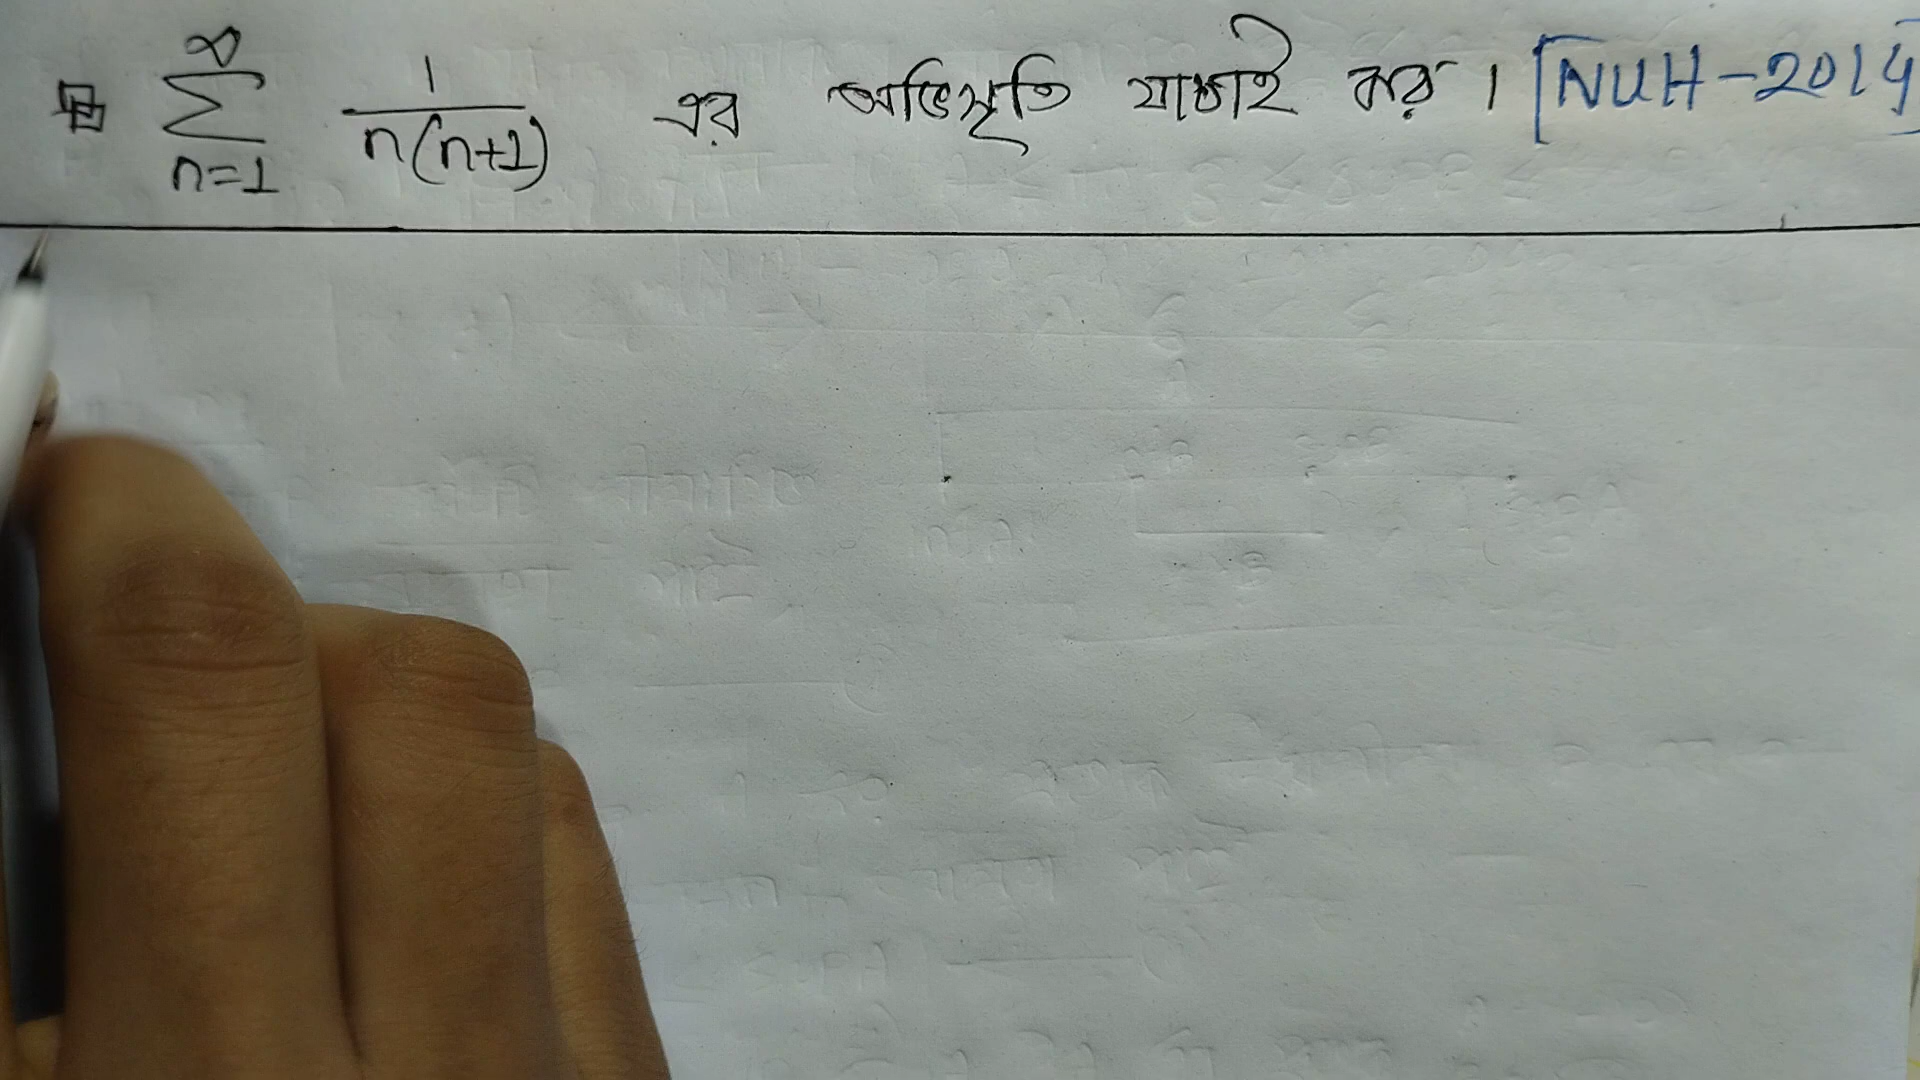 ∑_{n=1}^{∞} 1/(n(n+1)) এর অভিসৃতি যাচাই কর। [NUH-2014]